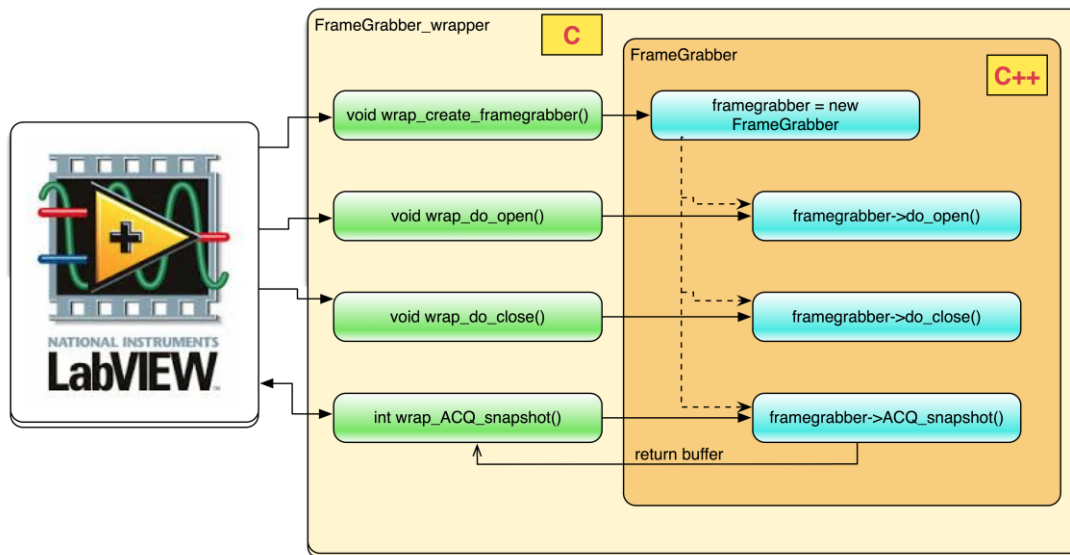 FrameGrabber_wrapper
C
FrameGrabber
C++
void wrap_create_framegrabber()
framegrabber = new
FrameGrabber
void wrap_do_open()
framegrabber->do_open()
void wrap_do_close()
framegrabber->do_close()
NATIONAL INSTRUMENTS
LabVIEW™
int wrap_ACQ_snapshot()
framegrabber->ACQ_snapshot()
return buffer